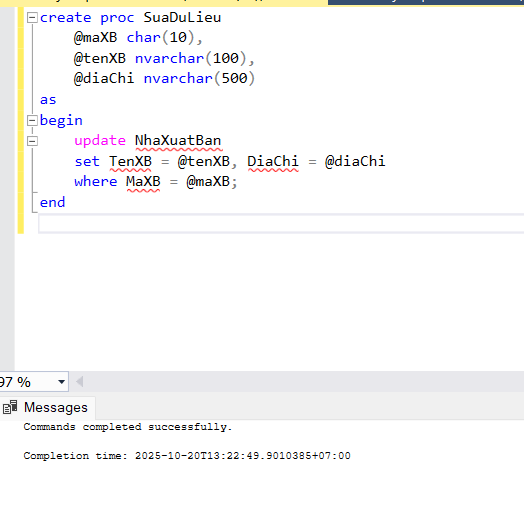 create proc SuaDuLieu
@maXB char(10),
@tenXB nvarchar(100),
@diaChi nvarchar(500)
as
begin
update NhaXuatBan
set TenXB = @tenXB, DiaChi = @diaChi
where MaXB = @maXB;
end
97 %
Messages
Commands completed successfully.
Completion time: 2025-10-20T13:22:49.9010385+07:00